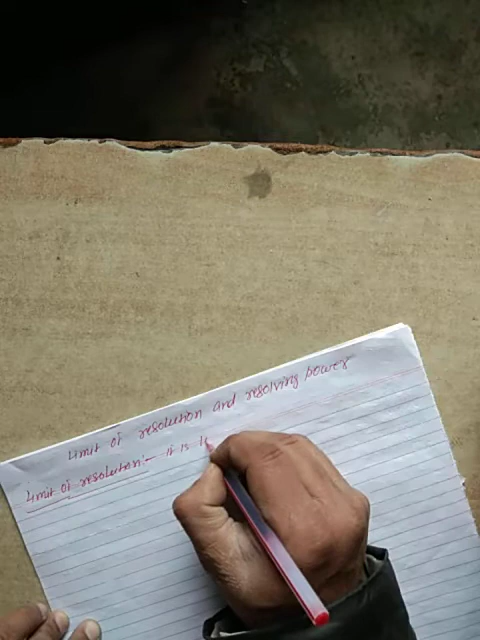 Limit of resolution and resolving power
Limit of resolution:- it is